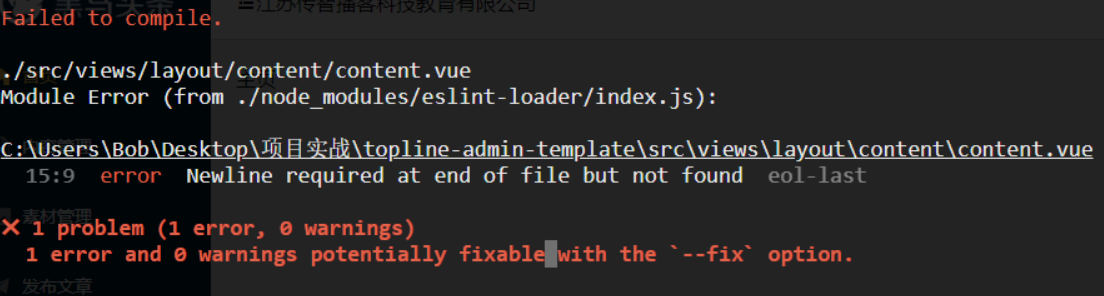 江苏传智播客科技教育有限公司
Failed to compile.
./src/views/layout/content/content.vue
Module Error (from ./node_modules/eslint-loader/index.js):
C:\Users\Bob\Desktop\项目实战\topline-admin-template\src\views\layout\content\content.vue
15:9 error Newline required at end of file but not found eol-last
素材管理
✕ 1 problem (1 error, 0 warnings)
1 error and 0 warnings potentially fixable with the `--fix` option.
发布文章